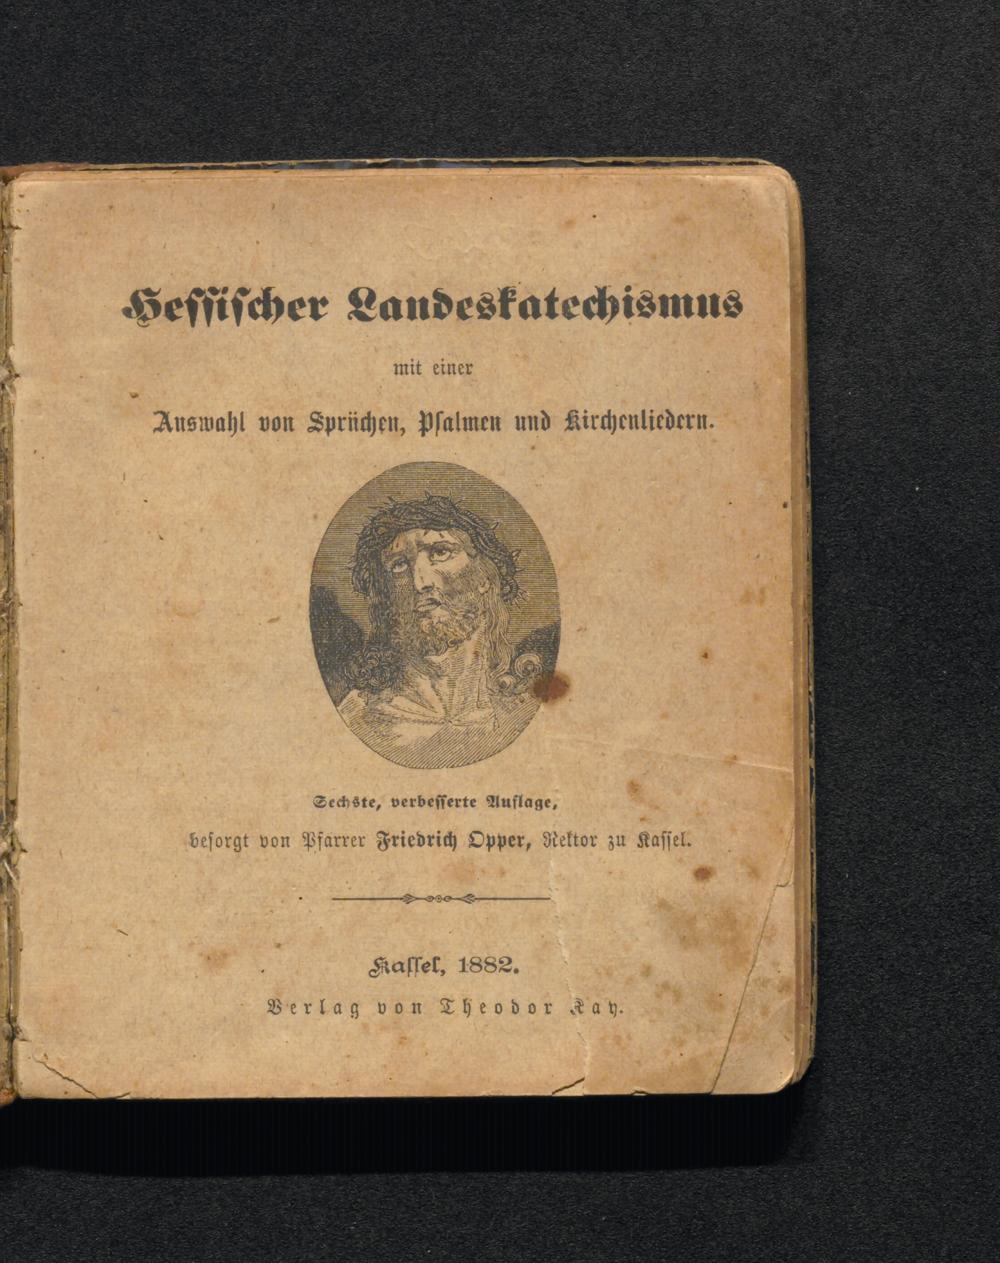 Hessischer Landeskatechismus
mit einer
Auswahl von Sprüchen, Psalmen und Kirchenliedern.
Sechste, verbesserte Auflage,
besorgt von Pfarrer Friedrich Opper, Rektor zu Kassel.
Kassel, 1882.
Verlag von Theodor Kay.